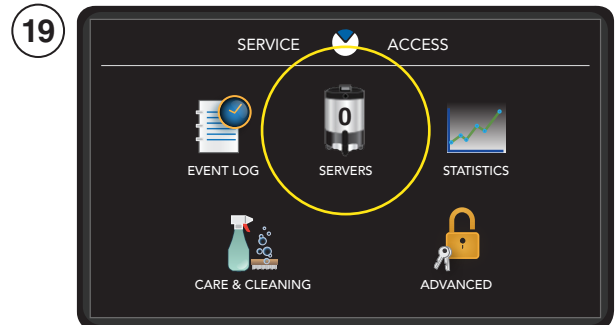 19
SERVICE ACCESS
0
EVENT LOG SERVERS STATISTICS
CARE & CLEANING ADVANCED